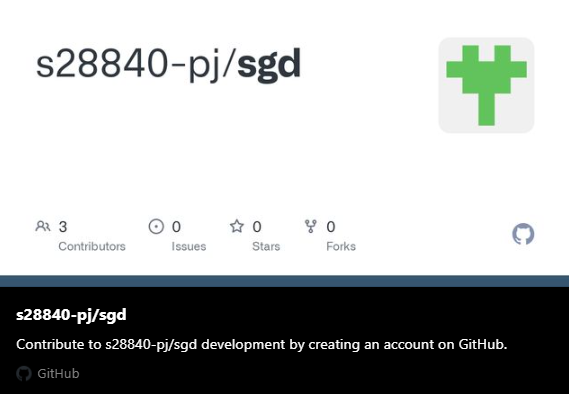 s28840-pj/sgd
3 0 0 0
Contributors Issues Stars Forks
s28840-pj/sgd
Contribute to s28840-pj/sgd development by creating an account on GitHub.
GitHub